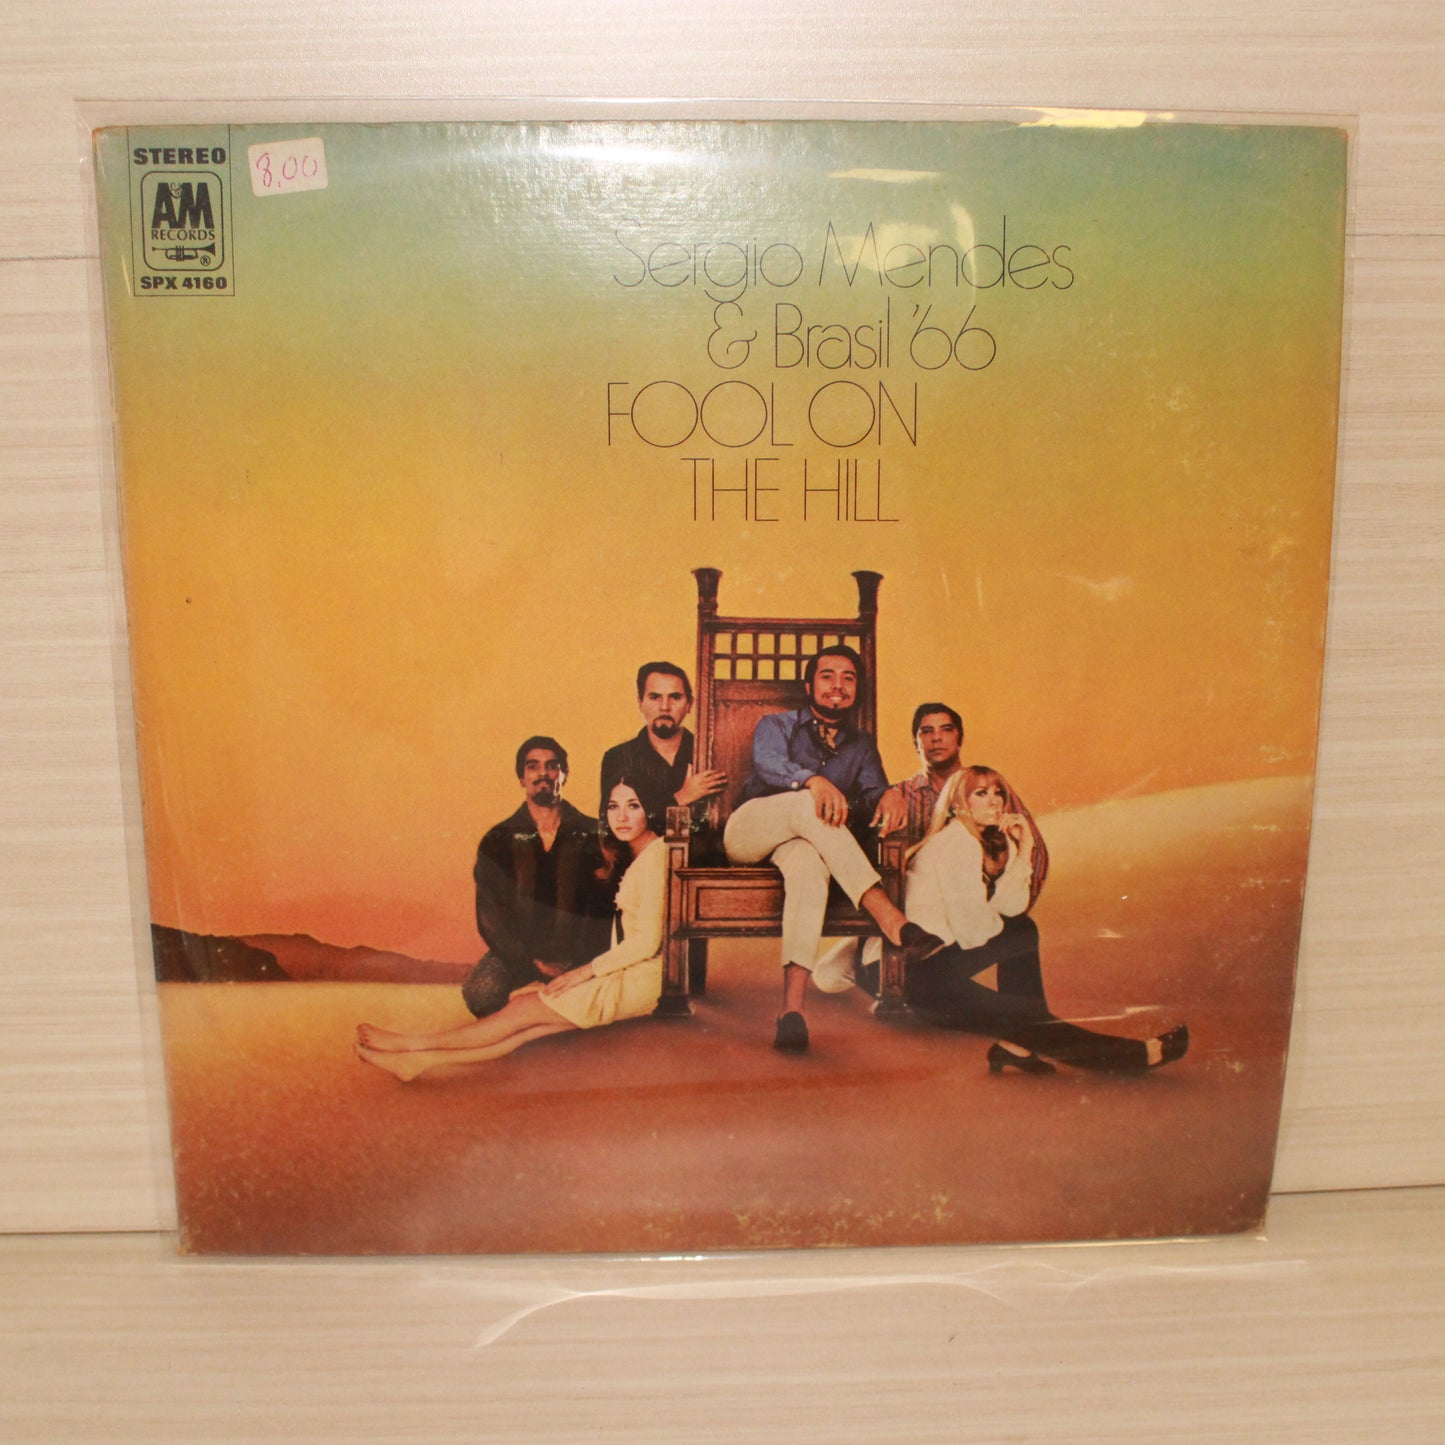 STEREO
&
A M
RECORDS
®
SPX 4160
8.00
Sergio Mendes
& Brasil '66
FOOL ON
THE HILL